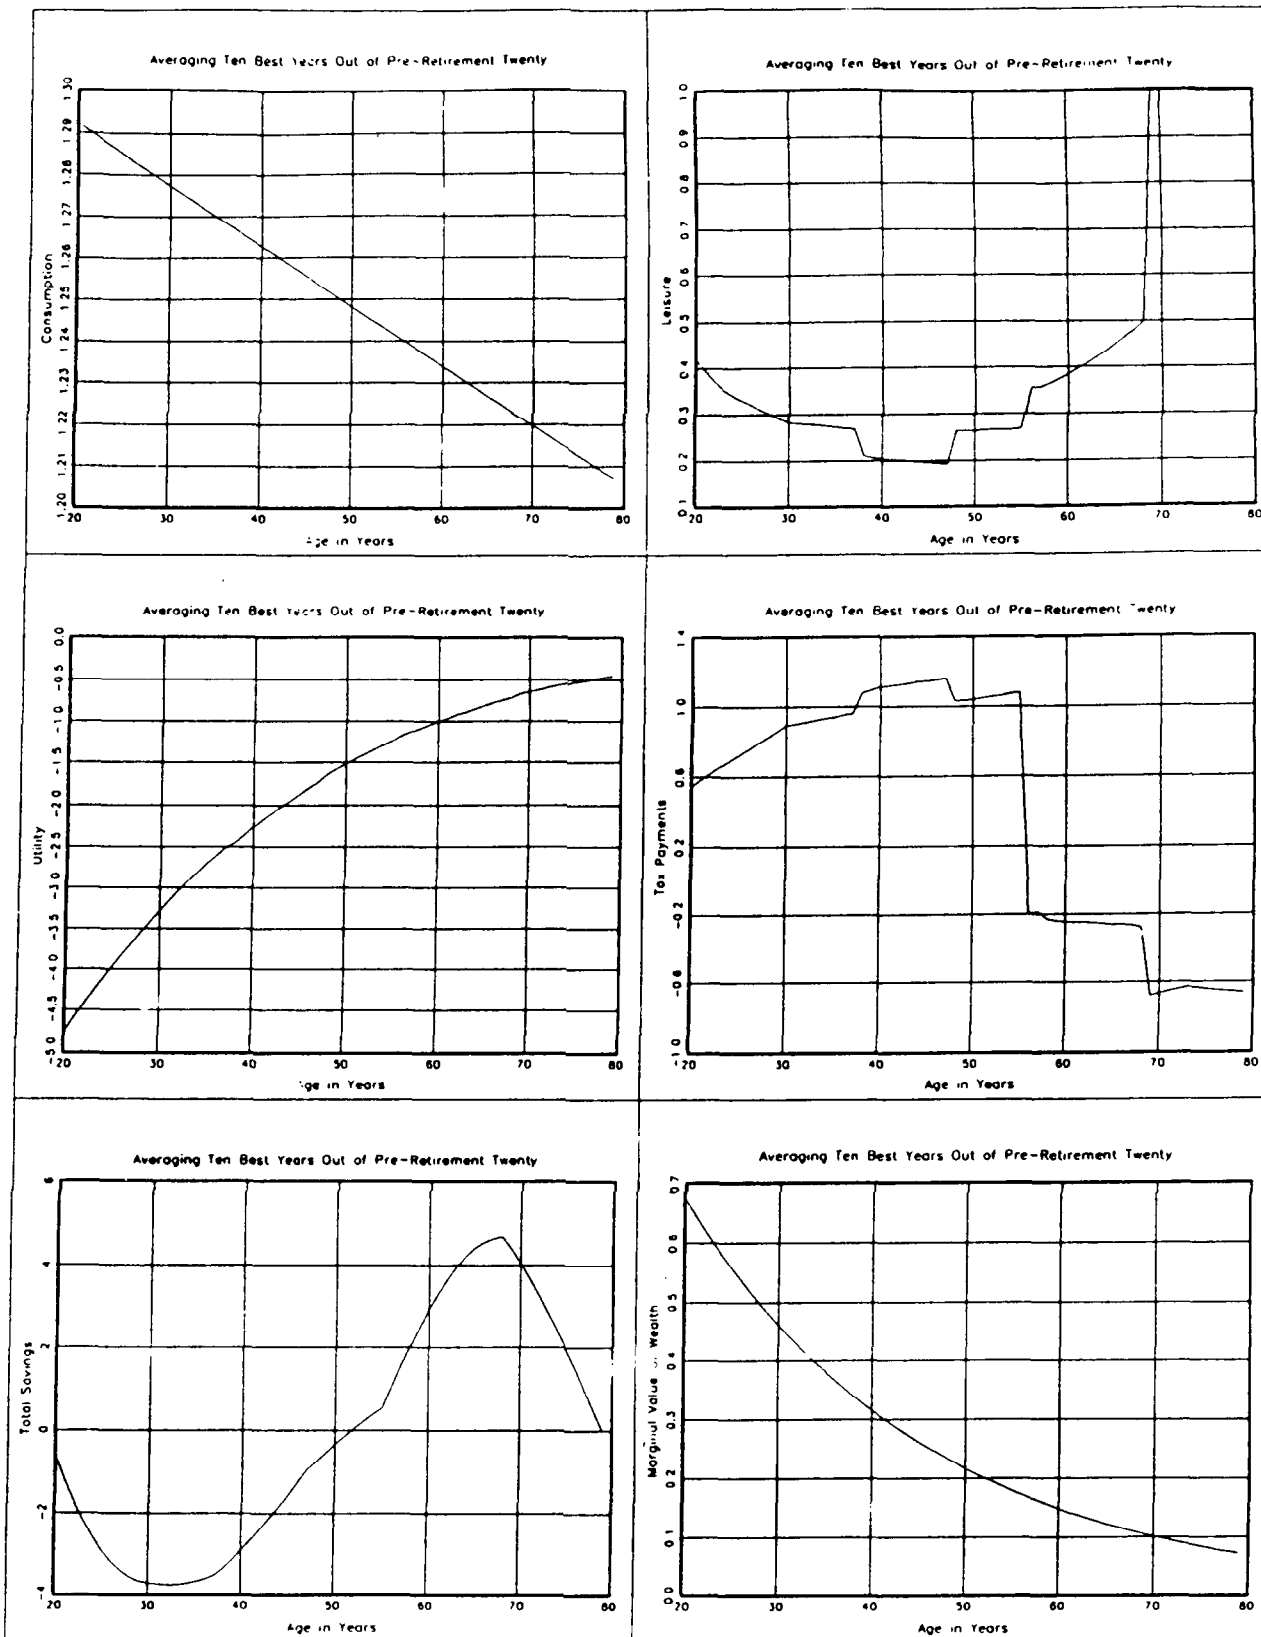 Averaging Ten Best Years Out of Pre-Retirement Twenty
Consumption
1.30
1.29
1.28
1.27
1.26
1.25
1.24
1.23
1.22
1.21
1.20
20 30 40 50 60 70 80
Age in Years
Averaging Ten Best Years Out of Pre-Retirement Twenty
Leisure
1.0
0.9
0.8
0.7
0.6
0.5
0.4
0.3
0.2
0.1
20 30 40 50 60 70 80
Age in Years
Averaging Ten Best Years Out of Pre-Retirement Twenty
Utility
0.0
-0.5
-1.0
-1.5
-2.0
-2.5
-3.0
-3.5
-4.0
-4.5
-5.0
20 30 40 50 60 70 80
Age in Years
Averaging Ten Best Years Out of Pre-Retirement Twenty
Tax Payments
1.4
1.0
0.6
0.2
-0.2
-0.6
-1.0
20 30 40 50 60 70 80
Age in Years
Averaging Ten Best Years Out of Pre-Retirement Twenty
Total Savings
6
4
2
0
-2
-4
20 30 40 50 60 70 80
Age in Years
Averaging Ten Best Years Out of Pre-Retirement Twenty
Marginal Value of Wealth
0.7
0.6
0.5
0.4
0.3
0.2
0.1
0.0
20 30 40 50 60 70 80
Age in Years